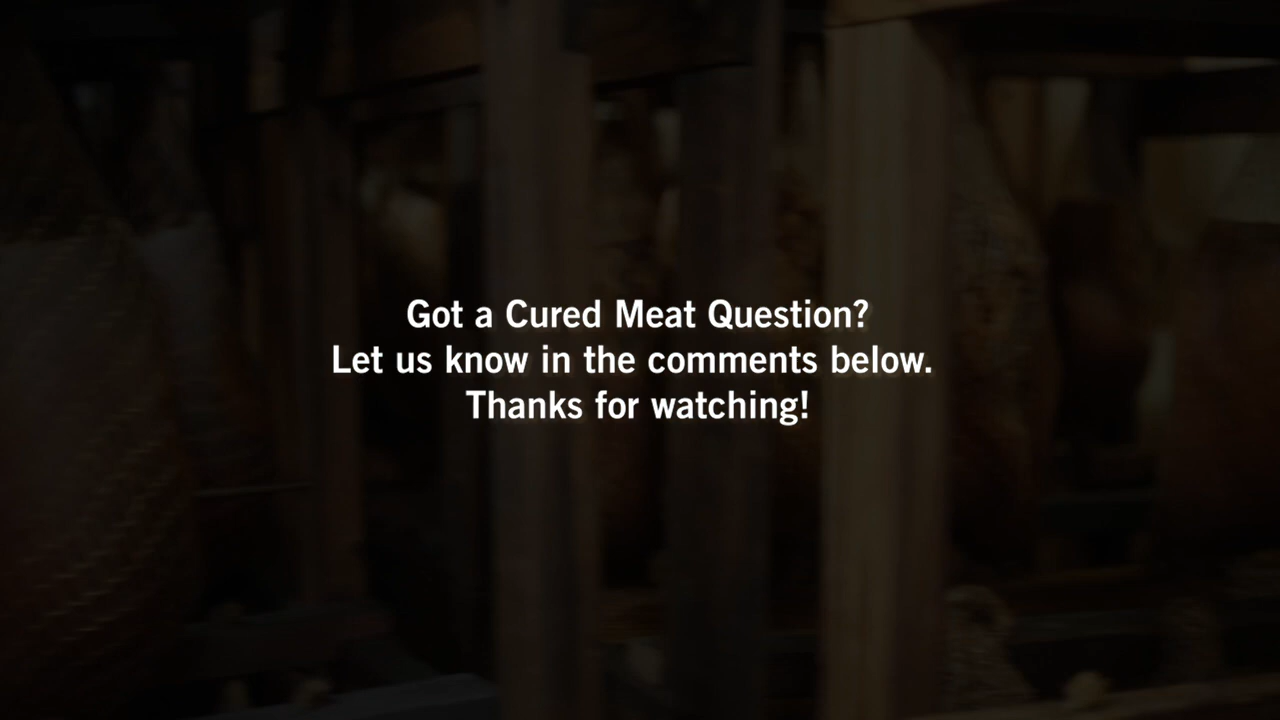 Got a Cured Meat Question?
Let us know in the comments below.
Thanks for watching!